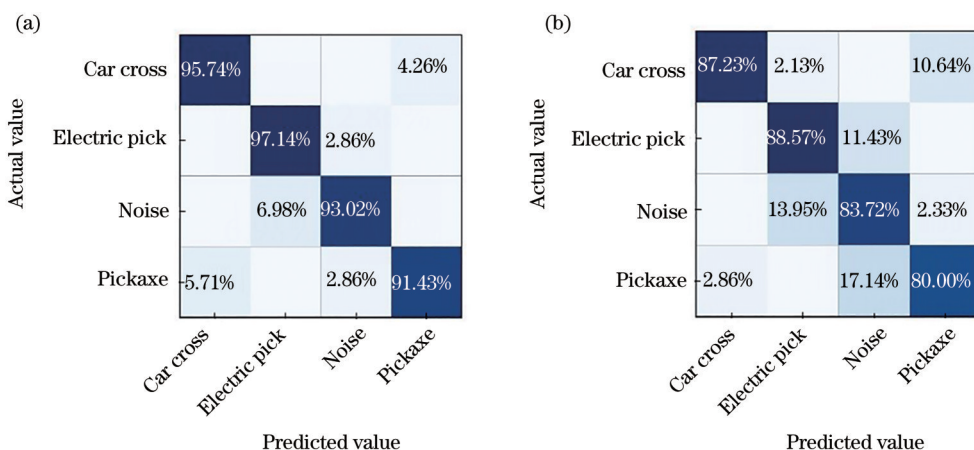 (a)
Actual value
Car cross 95.74% 4.26%
Electric pick 97.14% 2.86%
Noise 6.98% 93.02%
Pickaxe 5.71% 2.86% 91.43%
Car cross Electric pick Noise Pickaxe
Predicted value
(b)
Actual value
Car cross 87.23% 2.13% 10.64%
Electric pick 88.57% 11.43%
Noise 13.95% 83.72% 2.33%
Pickaxe 2.86% 17.14% 80.00%
Car cross Electric pick Noise Pickaxe
Predicted value